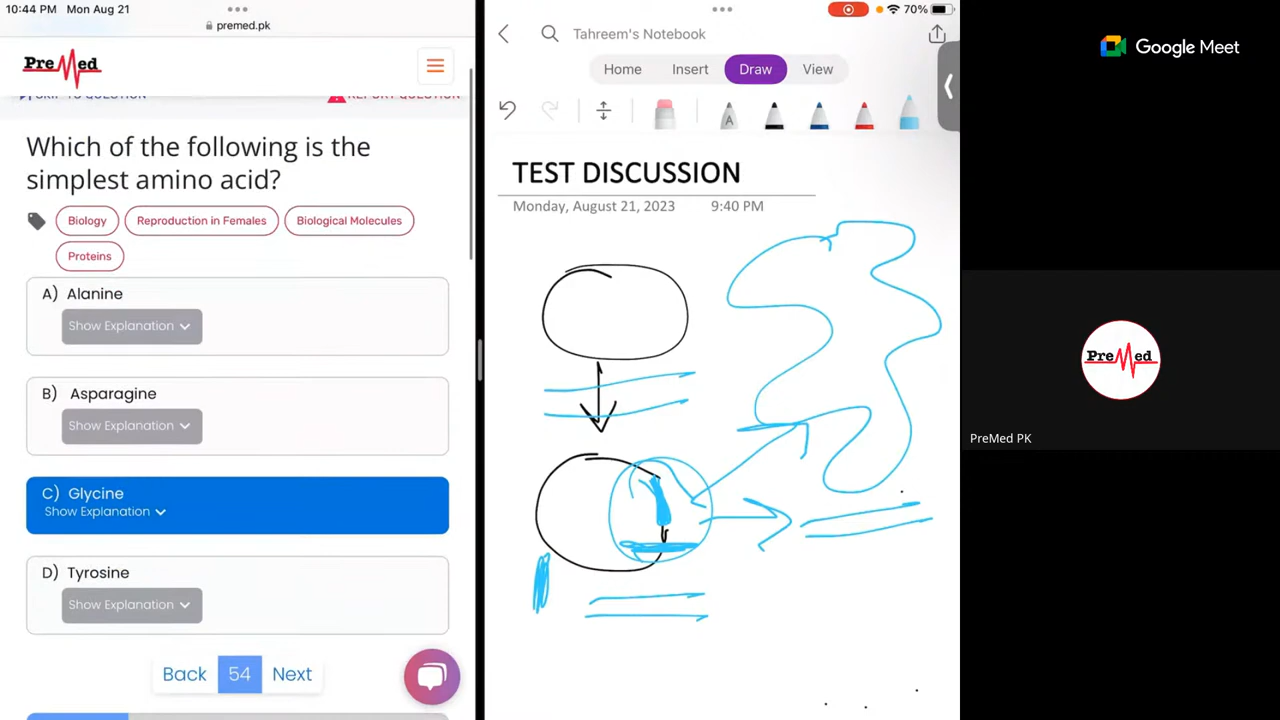 10:44 PM Mon Aug 21
premed.pk
PreMed
Which of the following is the
simplest amino acid?
Biology
Reproduction in Females
Biological Molecules
Proteins
A) Alanine
Show Explanation
B) Asparagine
Show Explanation
C) Glycine
Show Explanation
D) Tyrosine
Show Explanation
Back 54 Next
70%
Tahreem's Notebook
Home Insert Draw View
A
TEST DISCUSSION
Monday, August 21, 2023 9:40 PM
Google Meet
PreMed
PreMed PK